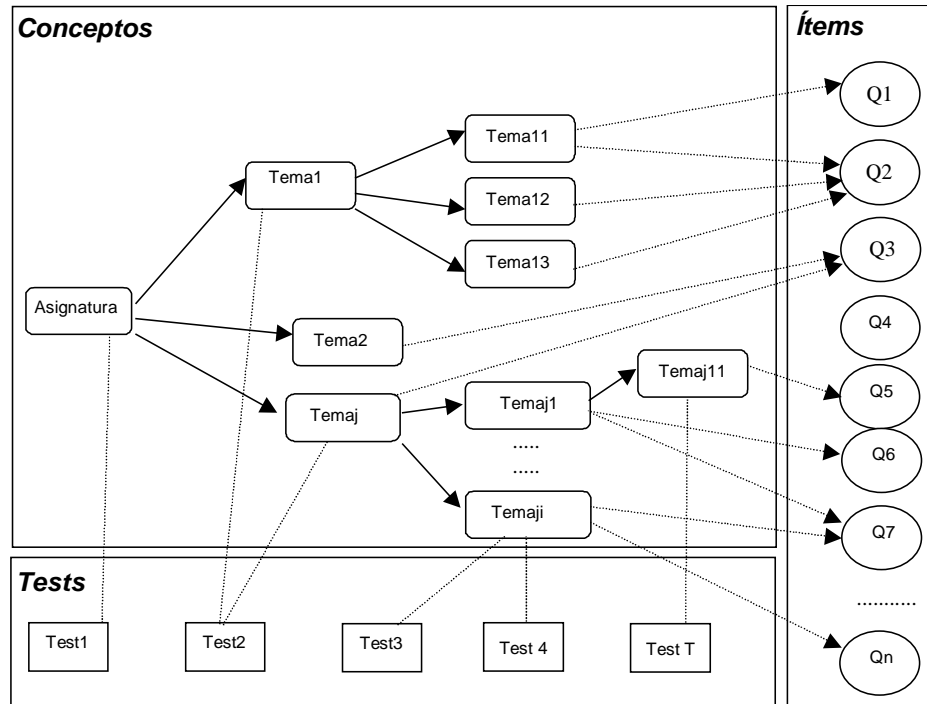 Conceptos
Ítems
Q1
Tema11
Tema1
Q2
Tema12
Q3
Tema13
Asignatura
Q4
Tema2
Temaj11
Q5
Temaj
Temaj1
.....
Q6
.....
Temaji
Q7
Tests
...........
Test1
Test2
Test3
Test 4
Test T
Qn